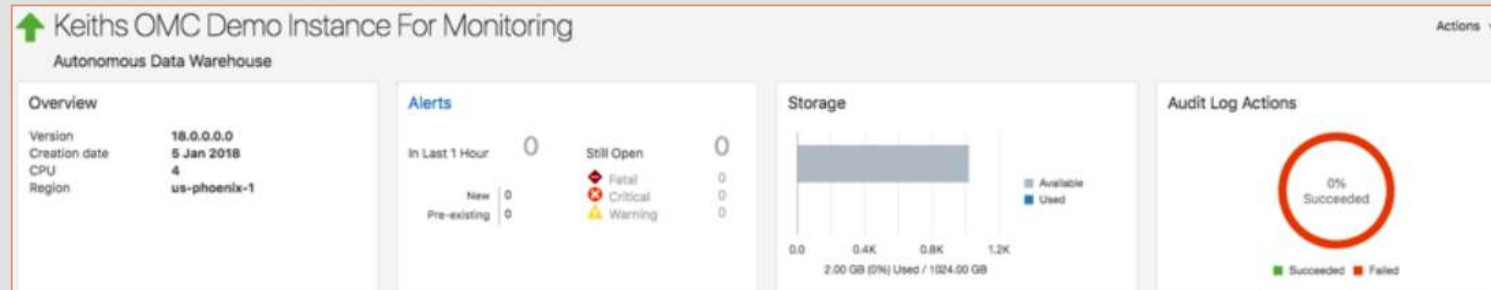 Keiths OMC Demo Instance For Monitoring
Actions
Autonomous Data Warehouse
Overview
Version 18.0.0.0.0
Creation date 5 Jan 2018
CPU 4
Region us-phoenix-1
Alerts
In Last 1 Hour 0
New 0
Pre-existing 0
Still Open 0
Fatal 0
Critical 0
Warning 0
Storage
Available
Used
0.0 0.4K 0.8K 1.2K
2.00 GB (0%) Used / 1024.00 GB
Audit Log Actions
0%
Succeeded
Succeeded Failed